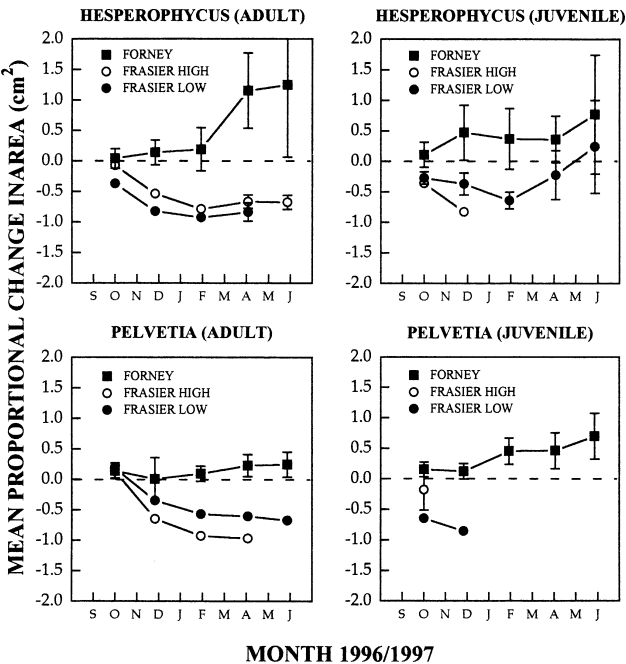 HESPEROPHYCUS (ADULT)
2.0
1.5
1.0
0.5
0.0
-0.5
-1.0
-1.5
-2.0
FORNEY
FRASIER HIGH
FRASIER LOW
S O N D J F M A M J
HESPEROPHYCUS (JUVENILE)
2.0
1.5
1.0
0.5
0.0
-0.5
-1.0
-1.5
-2.0
FORNEY
FRASIER HIGH
FRASIER LOW
S O N D J F M A M J
PELVETIA (ADULT)
2.0
1.5
1.0
0.5
0.0
-0.5
-1.0
-1.5
-2.0
FORNEY
FRASIER HIGH
FRASIER LOW
S O N D J F M A M J
PELVETIA (JUVENILE)
2.0
1.5
1.0
0.5
0.0
-0.5
-1.0
-1.5
-2.0
FORNEY
FRASIER HIGH
FRASIER LOW
S O N D J F M A M J
MEAN PROPORTIONAL CHANGE INAREA (cm²)
MONTH 1996/1997